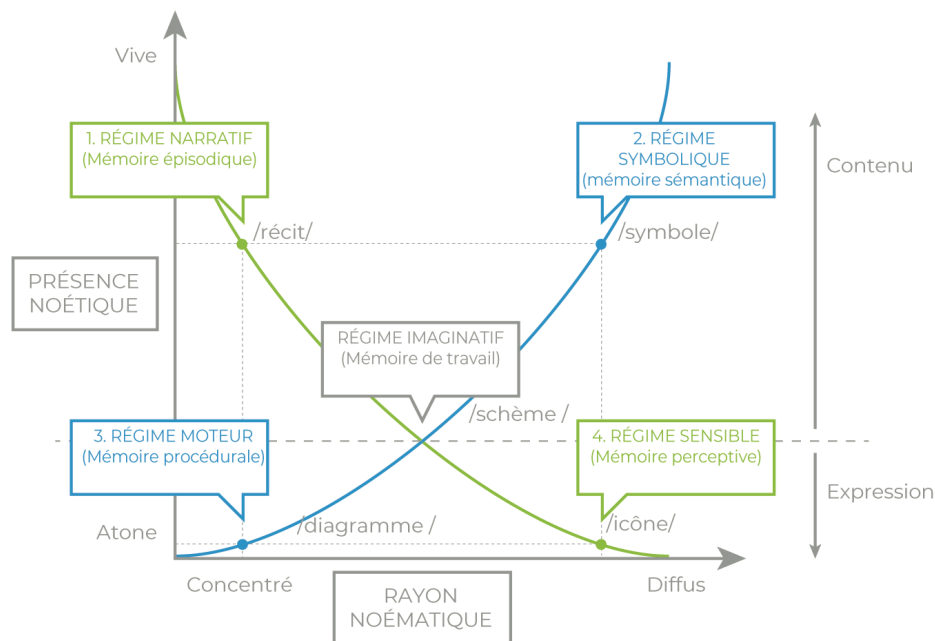 Vive
1. RÉGIME NARRATIF
(Mémoire épisodique)
2. RÉGIME
SYMBOLIQUE
(mémoire sémantique)
Contenu
/récit/
/symbole/
PRÉSENCE
NOÉTIQUE
RÉGIME IMAGINATIF
(Mémoire de travail)
/schème /
3. RÉGIME MOTEUR
(Mémoire procédurale)
4. RÉGIME SENSIBLE
(Mémoire perceptive)
Expression
Atone
/diagramme /
/icône/
Concentré
Diffus
RAYON
NOÉMATIQUE